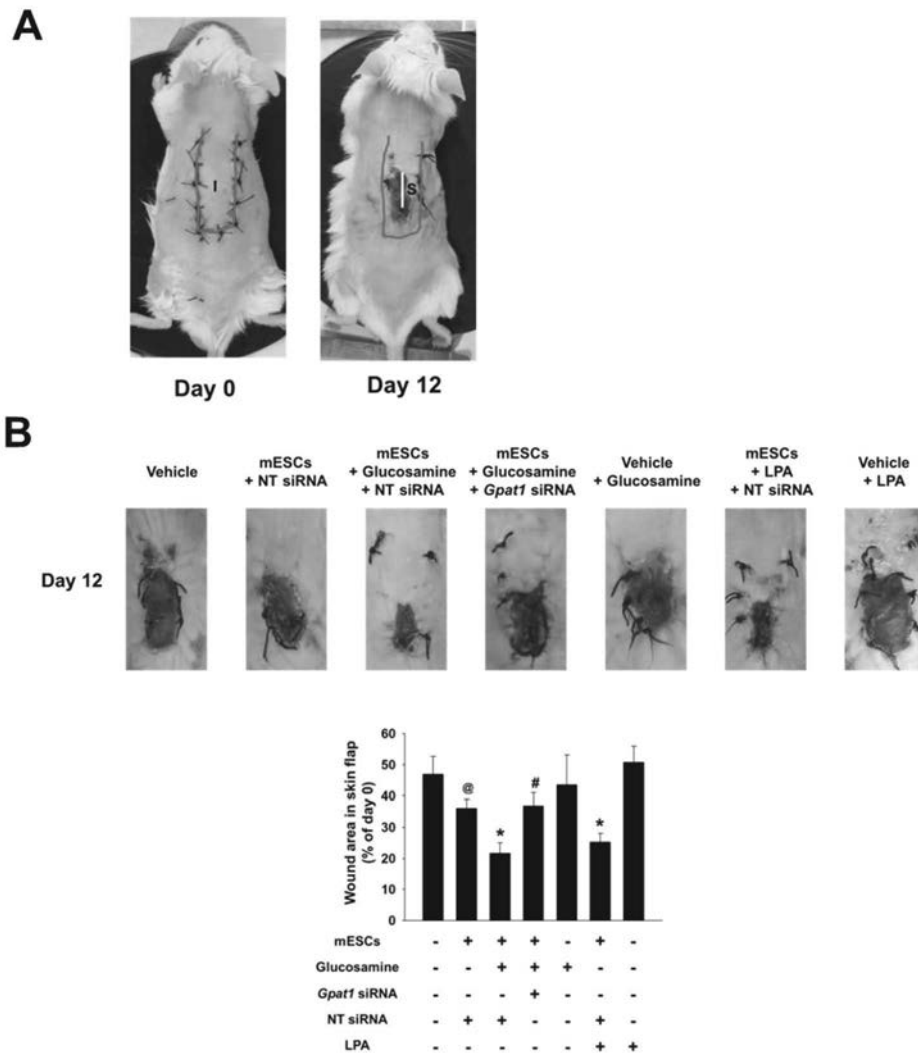 A
I
S
Day 0
Day 12
B
Vehicle
mESCs
+ NT siRNA
mESCs
+ Glucosamine
+ NT siRNA
mESCs
+ Glucosamine
+ Gpat1 siRNA
Vehicle
+ Glucosamine
mESCs
+ LPA
+ NT siRNA
Vehicle
+ LPA
Day 12
Wound area in skin flap
(% of day 0)
60
50
40
30
20
10
0
@
*
#
*
mESCs - + + + - + -
Glucosamine - - + + + - -
Gpat1 siRNA - - - + - - -
NT siRNA - + + - - + -
LPA - - - - - + +